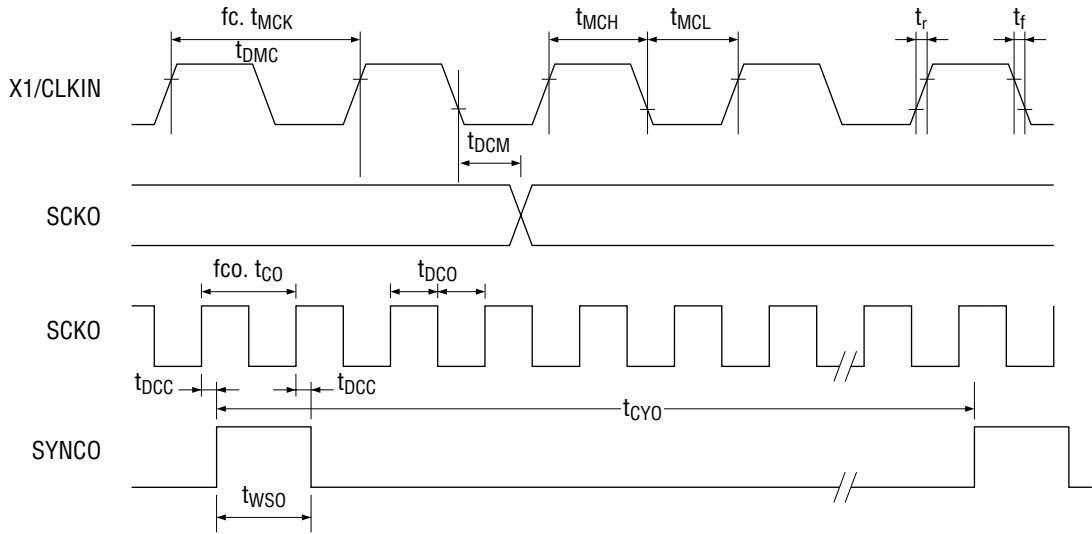 fc. tMCK
tMCH
tMCL
tr
tf
tDMC
X1/CLKIN
tDCM
SCKO
fco. tCO
tDCO
SCKO
tDCC
tDCC
tCYO
SYNCO
tWSO